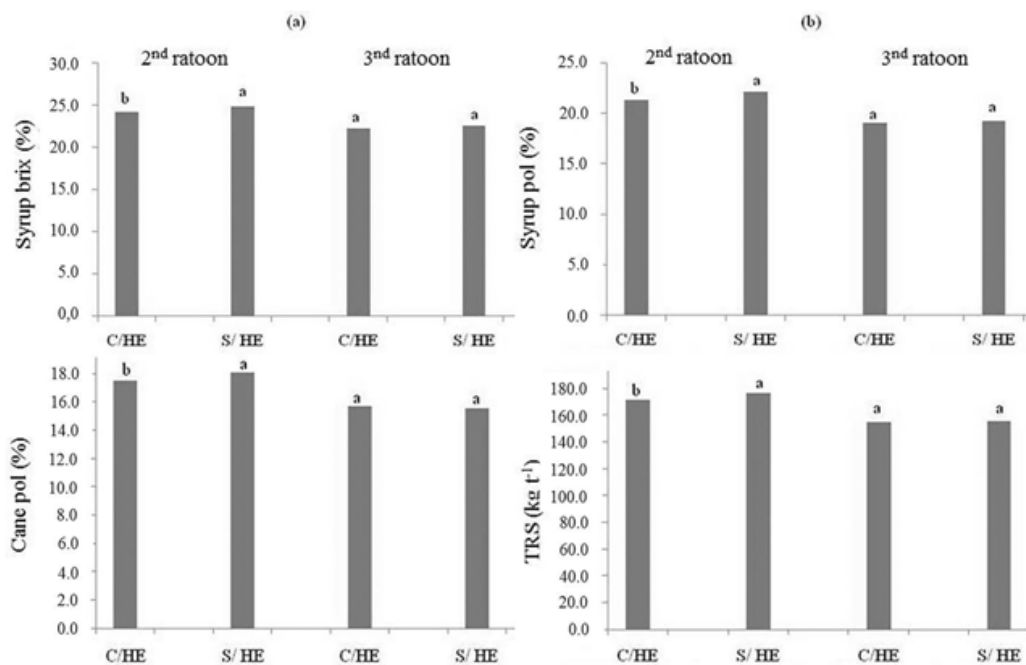 (a)
2nd ratoon
3nd ratoon
30.0
25.0
20.0
15.0
10.0
5.0
0,0
Syrup brix (%)
b
a
a
a
C/HE
S/ HE
C/HE
S/ HE
(b)
2nd ratoon
3nd ratoon
25.0
20.0
15.0
10.0
5.0
0.0
Syrup pol (%)
b
a
a
a
C/HE
S/ HE
C/HE
S/ HE
18.0
16.0
14.0
12.0
10.0
8.0
6.0
4.0
2.0
0.0
Cane pol (%)
b
a
a
a
C/HE
S/ HE
C/HE
S/ HE
180.0
160.0
140.0
120.0
100.0
80.0
60.0
40.0
20.0
0.0
TRS (kg t-1)
b
a
a
a
C/HE
S/ HE
C/HE
S/ HE